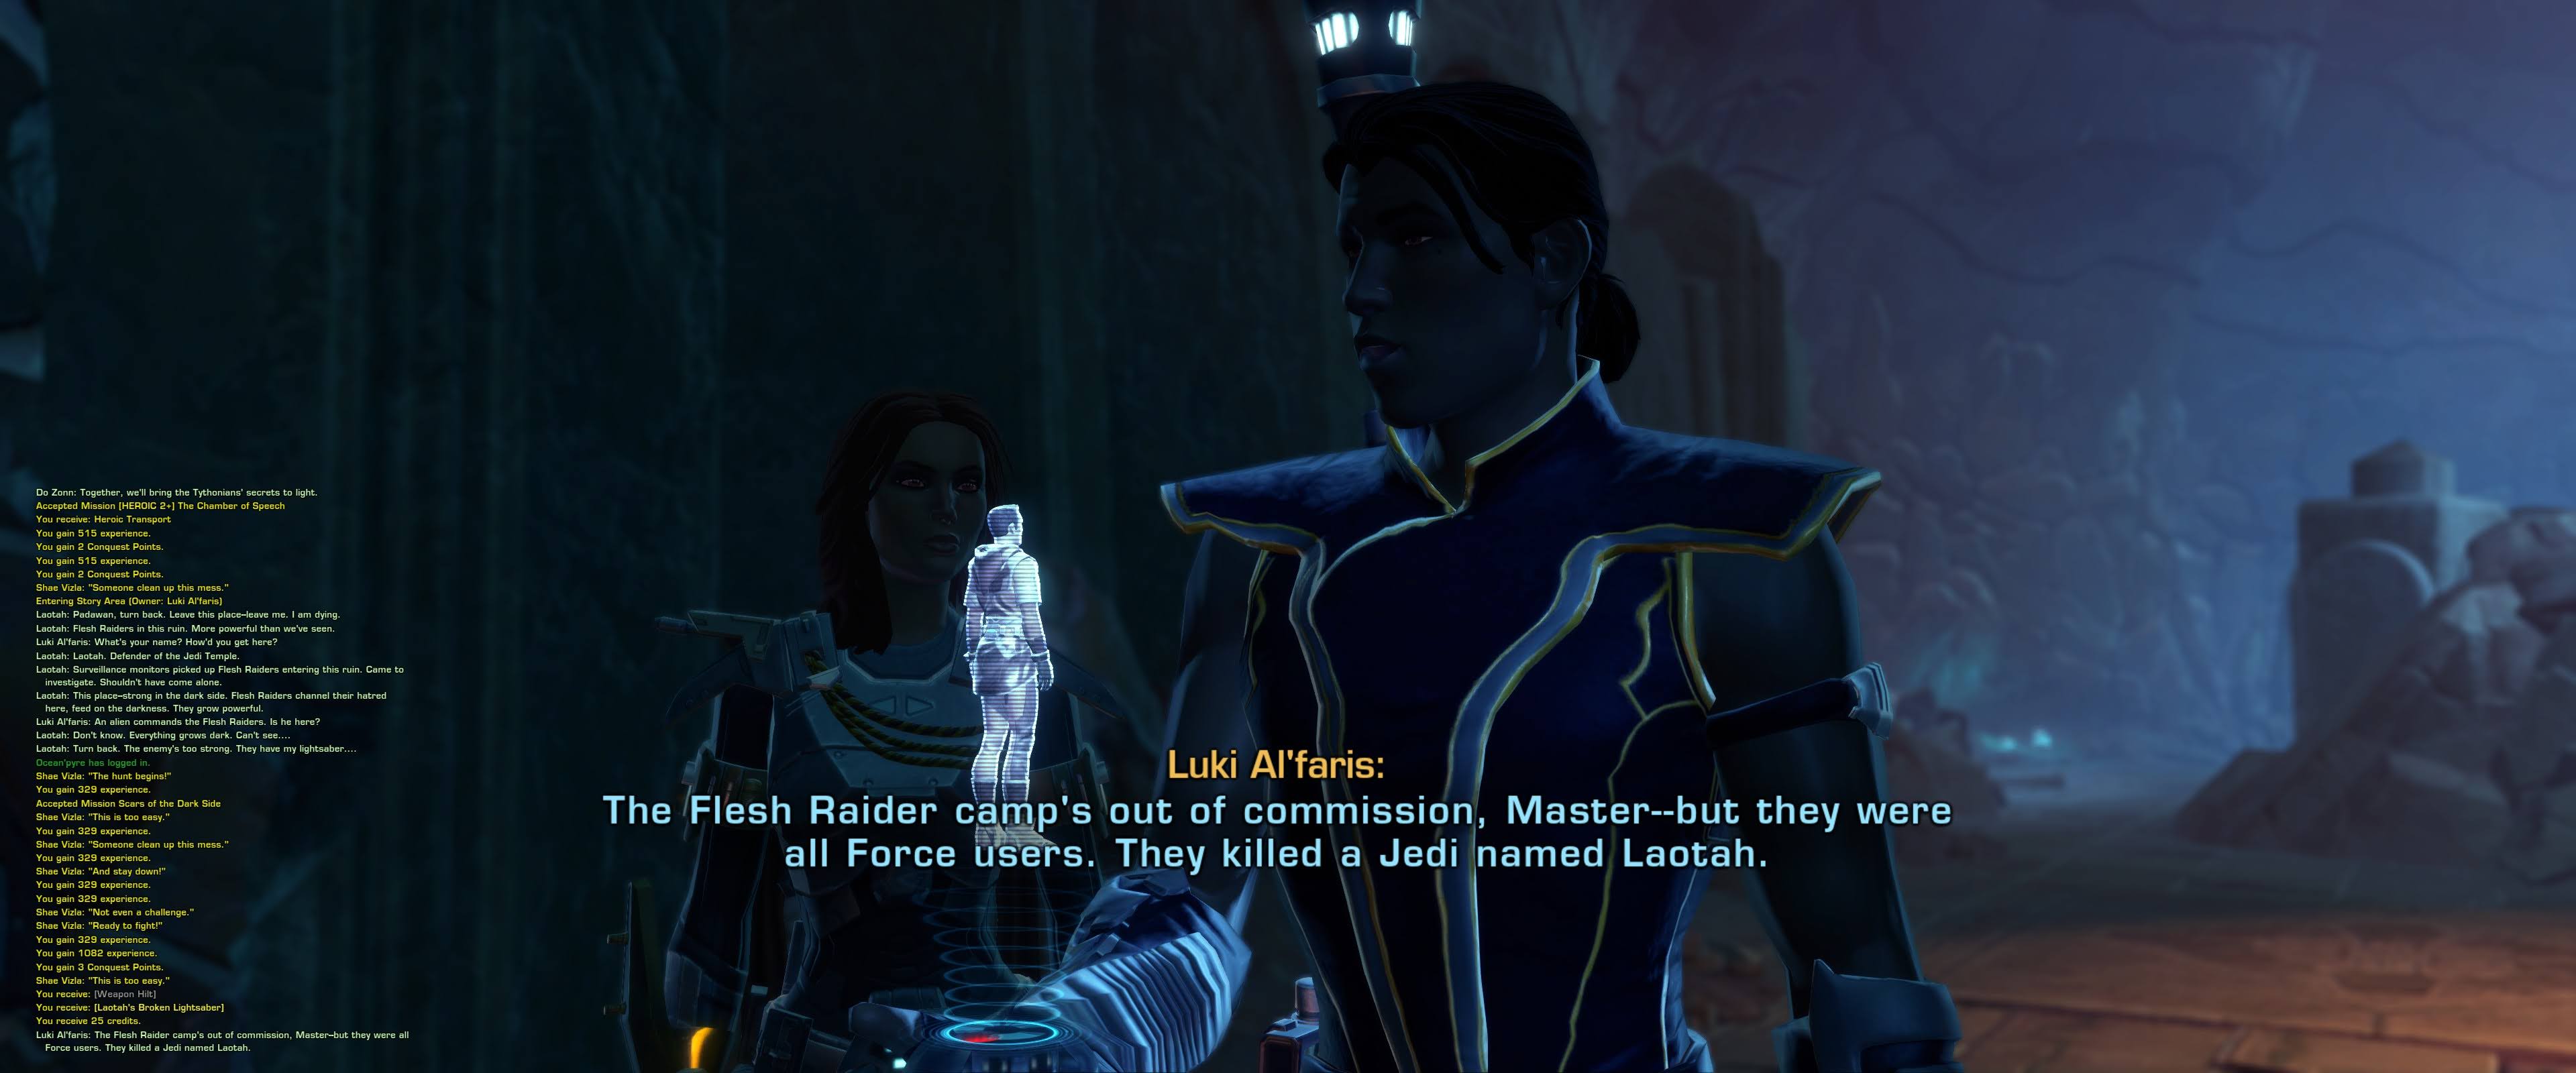 Do Zonn: Together, we'll bring the Tythonians' secrets to light.
Accepted Mission [HEROIC 2+] The Chamber of Speech
You receive: Heroic Transport
You gain 515 experience.
You gain 2 Conquest Points.
You gain 515 experience.
You gain 2 Conquest Points.
Shae Vizla: "Someone clean up this mess."
Entering Story Area (Owner: Luki Al'faris)
Laotah: Padawan, turn back. Leave this place--leave me. I am dying.
Laotah: Flesh Raiders in this ruin. More powerful than we've seen.
Luki Al'faris: What's your name? How'd you get here?
Laotah: Laotah. Defender of the Jedi Temple.
Laotah: Surveillance monitors picked up Flesh Raiders entering this ruin. Came to
investigate. Shouldn't have come alone.
Laotah: This place--strong in the dark side. Flesh Raiders channel their hatred
here, feed on the darkness. They grow powerful.
Luki Al'faris: An alien commands the Flesh Raiders. Is he here?
Laotah: Don't know. Everything grows dark. Can't see....
Laotah: Turn back. The enemy's too strong. They have my lightsaber....
Ocean'pyre has logged in.
Shae Vizla: "The hunt begins!"
You gain 329 experience.
Accepted Mission Scars of the Dark Side
Shae Vizla: "This is too easy."
You gain 329 experience.
Shae Vizla: "Someone clean up this mess."
You gain 329 experience.
Shae Vizla: "And stay down!"
You gain 329 experience.
You gain 329 experience.
Shae Vizla: "Not even a challenge."
Shae Vizla: "Ready to fight!"
You gain 329 experience.
You gain 1082 experience.
You gain 3 Conquest Points.
Shae Vizla: "This is too easy."
You receive: [Weapon Hilt]
You receive: [Laotah's Broken Lightsaber]
You receive 25 credits.
Luki Al'faris: The Flesh Raider camp's out of commission, Master--but they were all
Force users. They killed a Jedi named Laotah.
Luki Al'faris:
The Flesh Raider camp's out of commission, Master--but they were
all Force users. They killed a Jedi named Laotah.